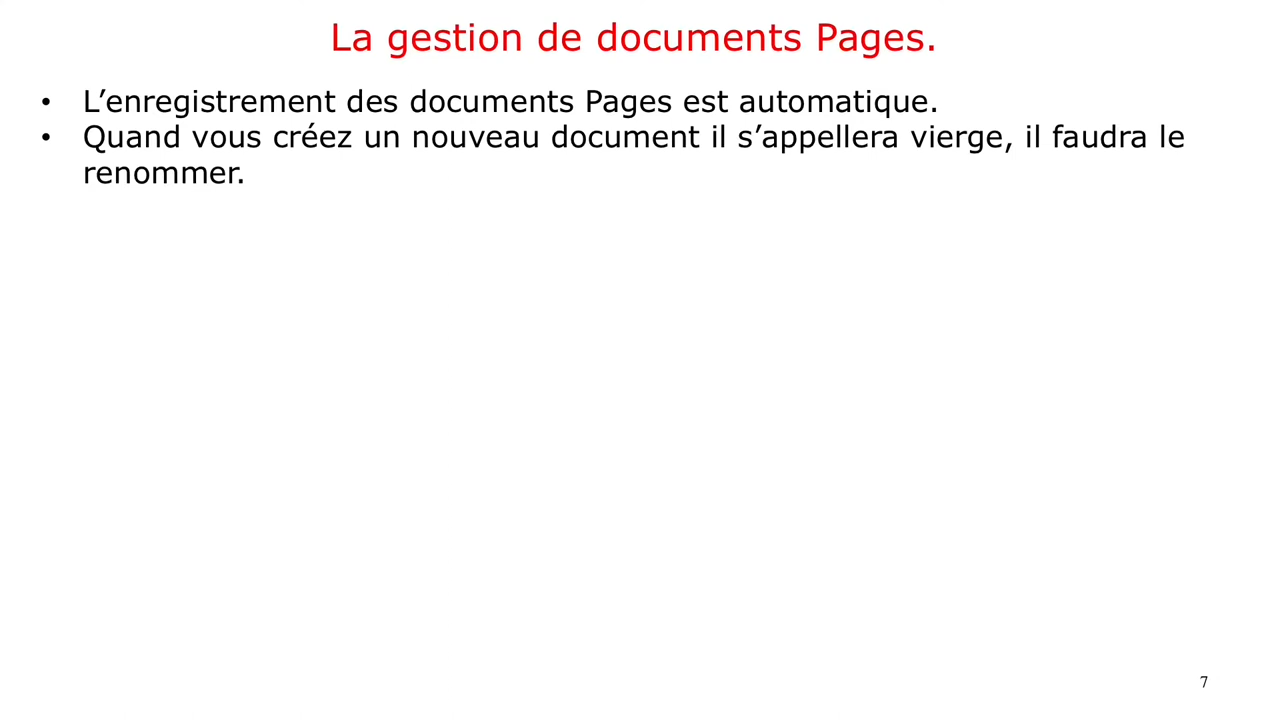 La gestion de documents Pages.
• L’enregistrement des documents Pages est automatique.
• Quand vous créez un nouveau document il s’appellera vierge, il faudra le
renommer.
7